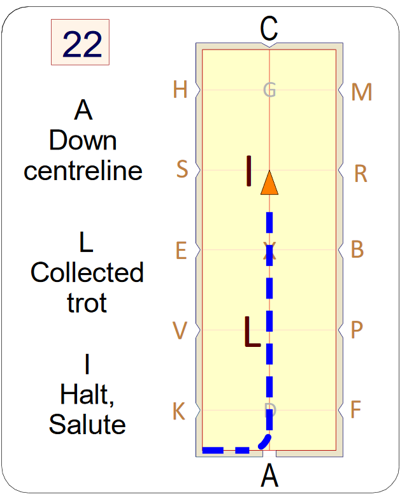 22
A
Down
centreline
L
Collected
trot
I
Halt,
Salute
C
H G M
S I R
E X B
V L P
K D F
A